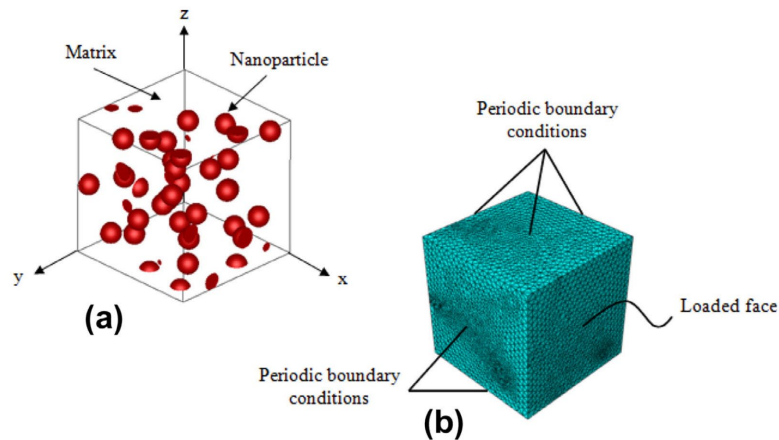 z
Matrix
Nanoparticle
y
x
(a)
Periodic boundary
conditions
Loaded face
Periodic boundary
conditions
(b)